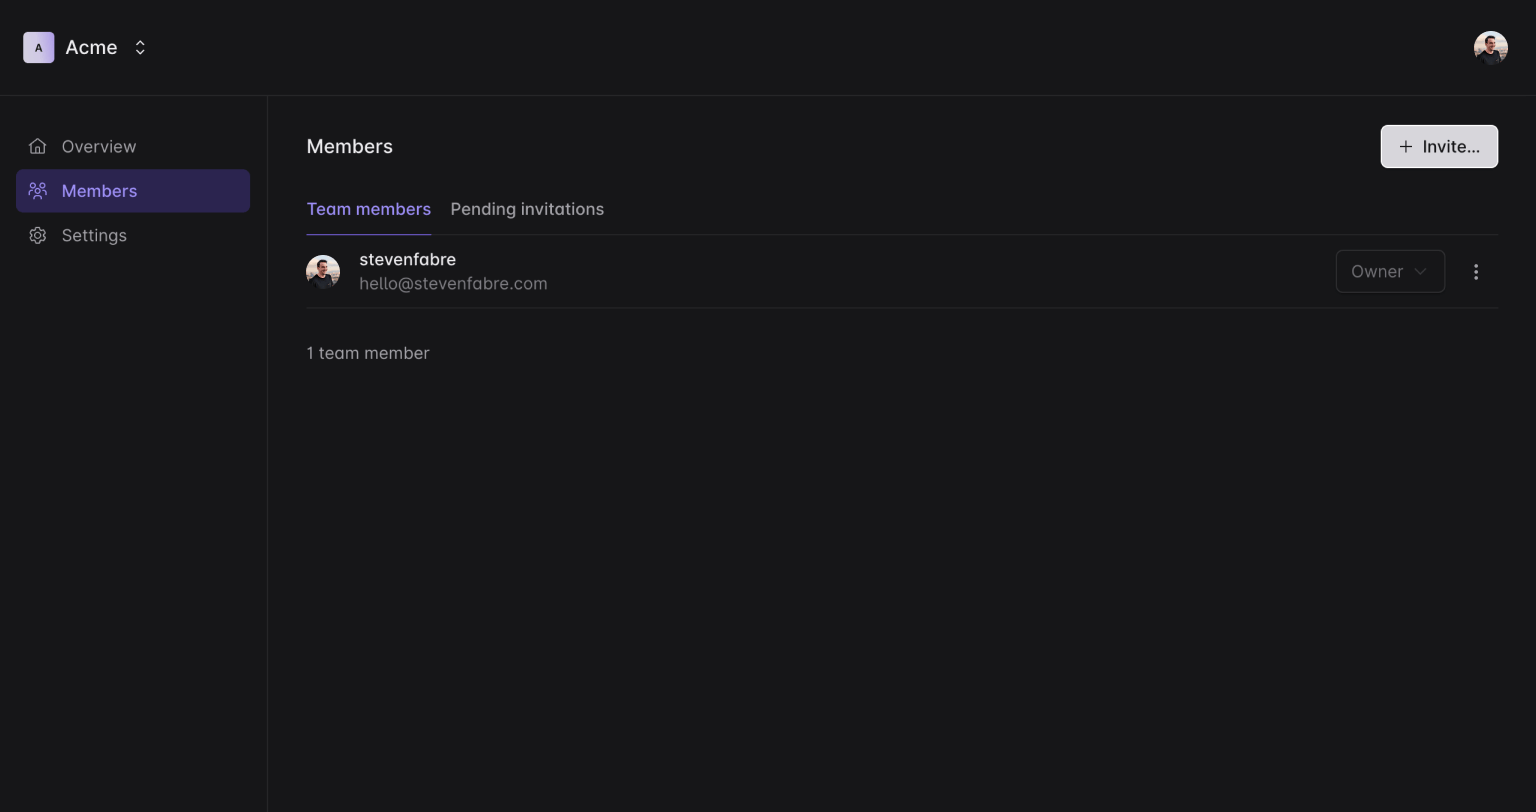 A
Acme
Overview
Members
Settings
Members
+ Invite...
Team members
Pending invitations
stevenfabre
hello@stevenfabre.com
Owner
1 team member